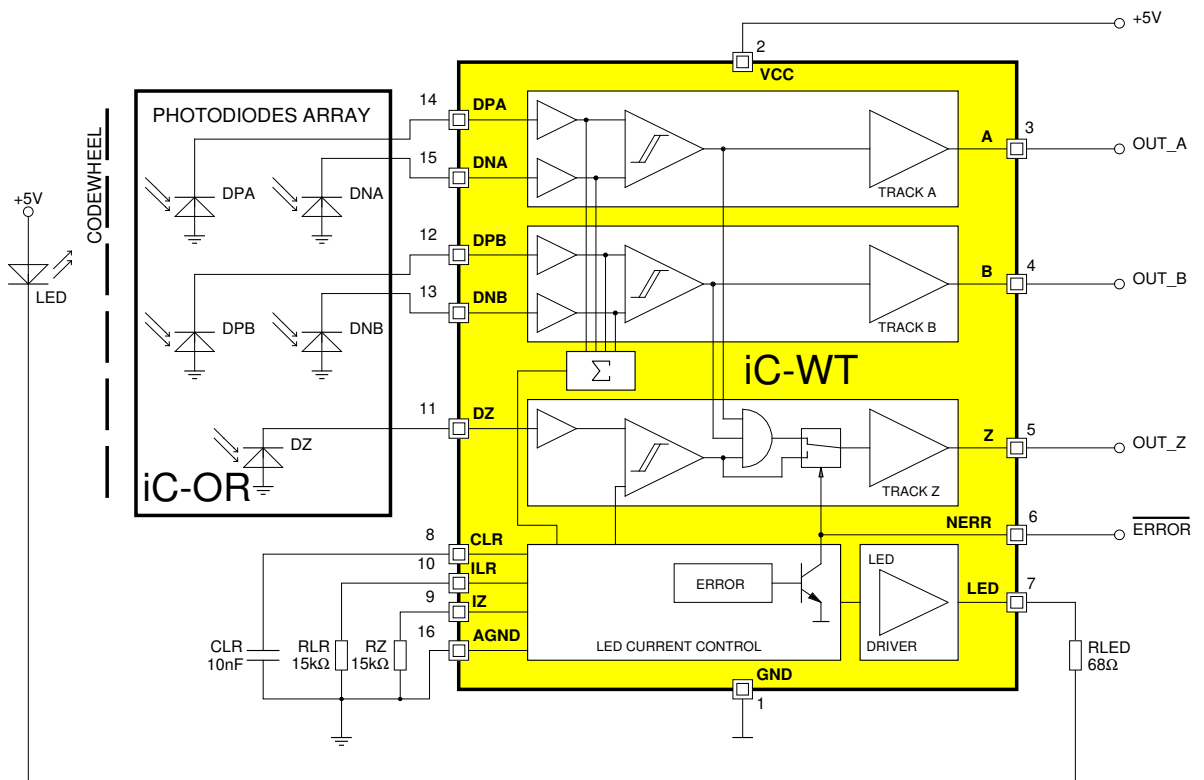 +5V
2
VCC
PHOTODIODES ARRAY
14
DPA
3
A
OUT_A
CODEWHEEL
15
DNA
TRACK A
DPA
DNA
+5V
LED
12
DPB
4
B
OUT_B
13
DNB
TRACK B
DPB
DNB
Σ
iC-WT
11
DZ
5
Z
OUT_Z
DZ
iC-OR
TRACK Z
NERR
6
ERROR
8
CLR
10
ILR
9
IZ
16
AGND
ERROR
LED
LED
7
CLR
10nF
RLR
15kΩ
RZ
15kΩ
LED CURRENT CONTROL
DRIVER
RLED
68Ω
GND
1